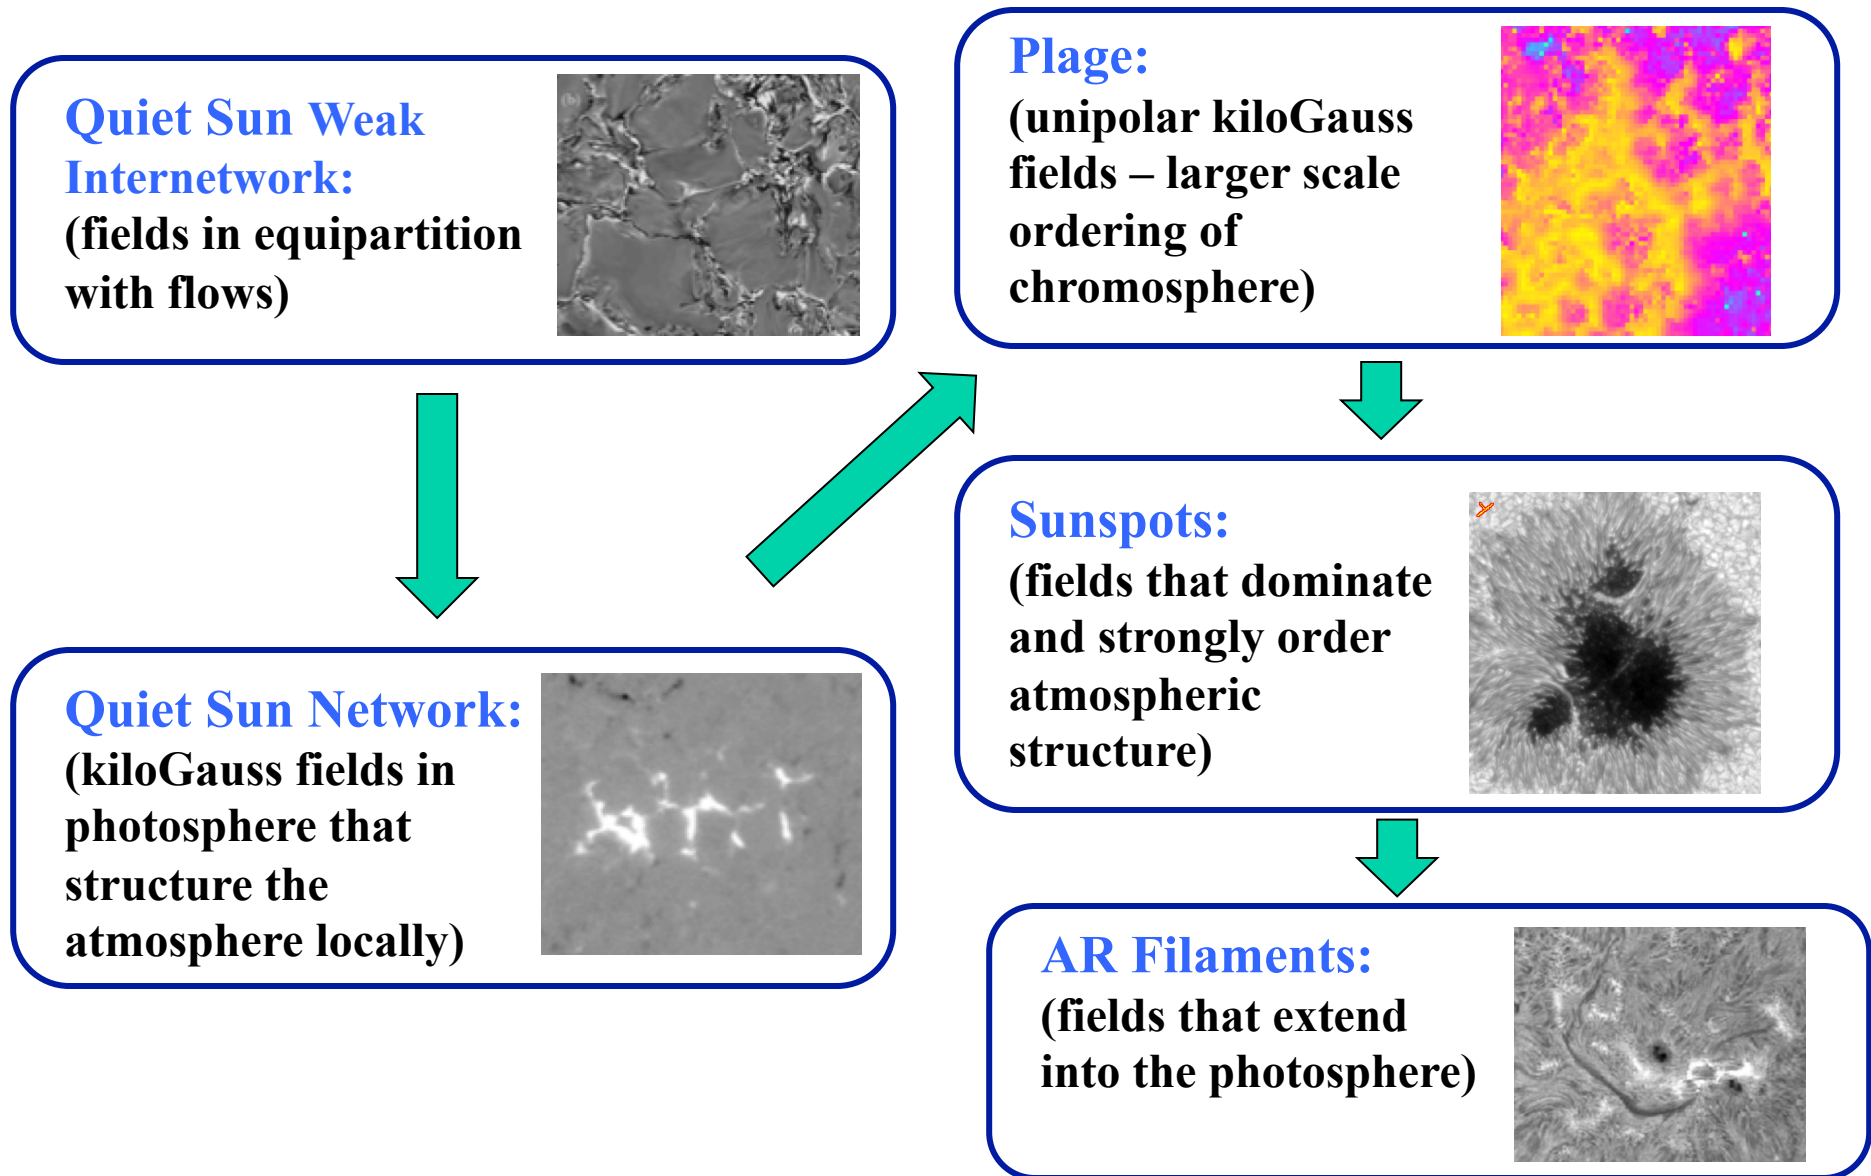 Quiet Sun Weak
Internetwork:
(fields in equipartition
with flows)
(b)
Quiet Sun Network:
(kiloGauss fields in
photosphere that
structure the
atmosphere locally)
Plage:
(unipolar kiloGauss
fields – larger scale
ordering of
chromosphere)
Sunspots:
(fields that dominate
and strongly order
atmospheric
structure)
AR Filaments:
(fields that extend
into the photosphere)